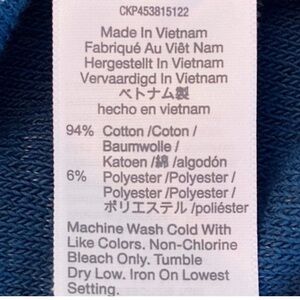 CKP453815122
Made In Vietnam
Fabriqué Au Viêt Nam
Hergestellt In Vietnam
Vervaardigd In Vietnam
ベトナム製
hecho en vietnam
94% Cotton /Coton /
Baumwolle /
Katoen /綿 /algodón
6% Polyester /Polyester /
Polyester /Polyester /
ポリエステル /poliéster
Machine Wash Cold With
Like Colors. Non-Chlorine
Bleach Only. Tumble
Dry Low. Iron On Lowest
Setting.